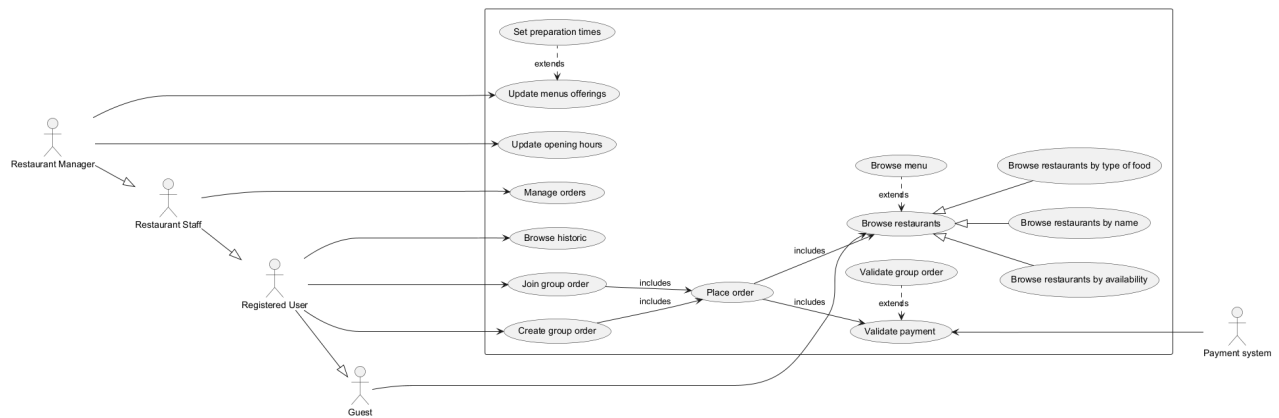 Set preparation times
extends
Update menus offerings
Restaurant Manager
Update opening hours
Browse menu
Browse restaurants by type of food
extends
Restaurant Staff
Manage orders
Browse restaurants
Browse restaurants by name
Browse historic
includes
Registered User
Join group order
includes
Place order
Validate group order
Browse restaurants by availability
includes
includes
extends
Create group order
Validate payment
Payment system
Guest